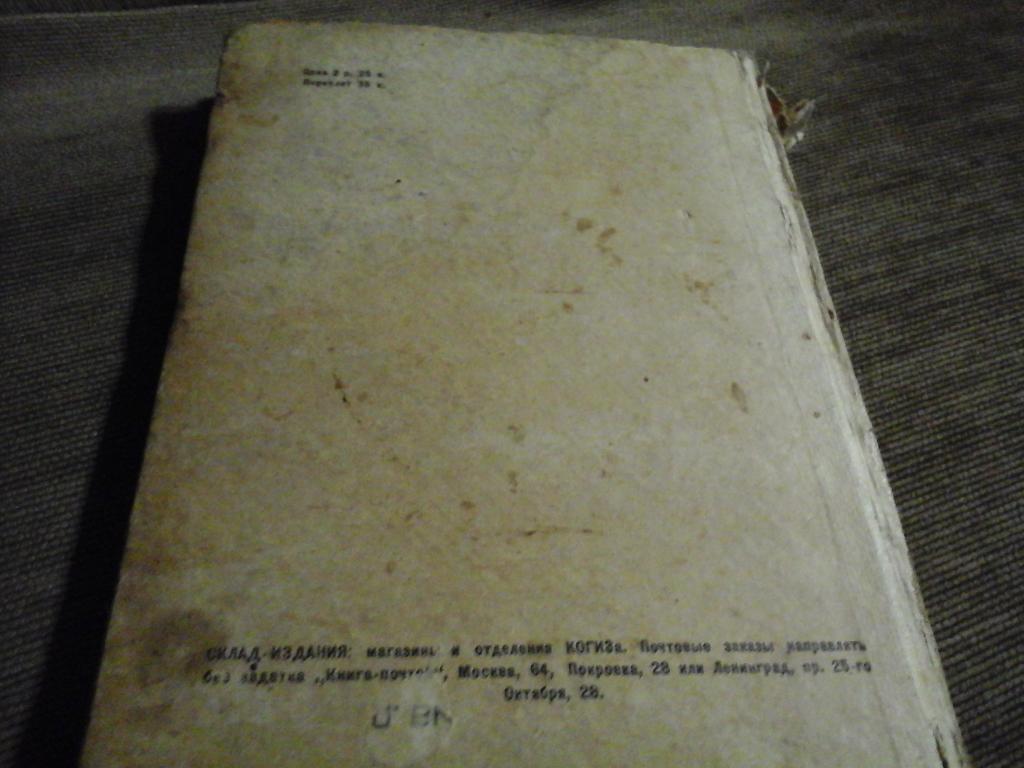 Цена 2 р. 25 к.
Переплет 35 к.
СКЛАД ИЗДАНИЯ: магазины и отделения КОГИЗа. Почтовые заказы направлять
без задатка „Книга-почтой“, Москва, 64, Покровка, 28 или Ленинград, пр. 25-го
Октября, 28.